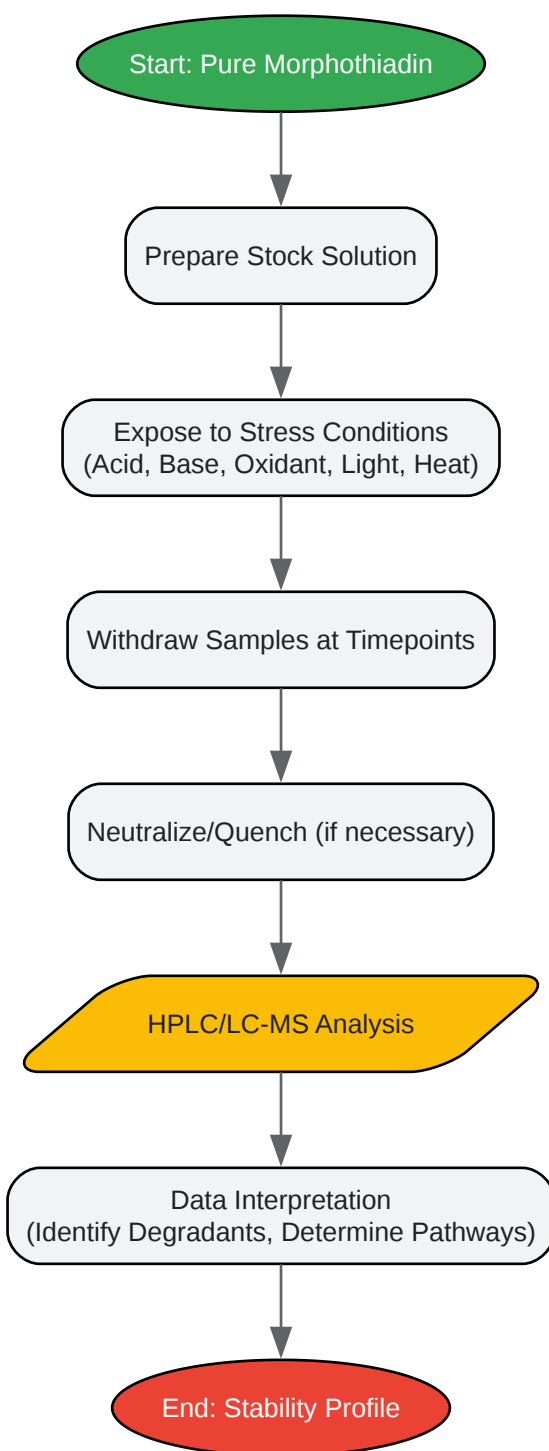 Start: Pure Morphothiadin
Prepare Stock Solution
Expose to Stress Conditions
(Acid, Base, Oxidant, Light, Heat)
Withdraw Samples at Timepoints
Neutralize/Quench (if necessary)
HPLC/LC-MS Analysis
Data Interpretation
(Identify Degradants, Determine Pathways)
End: Stability Profile